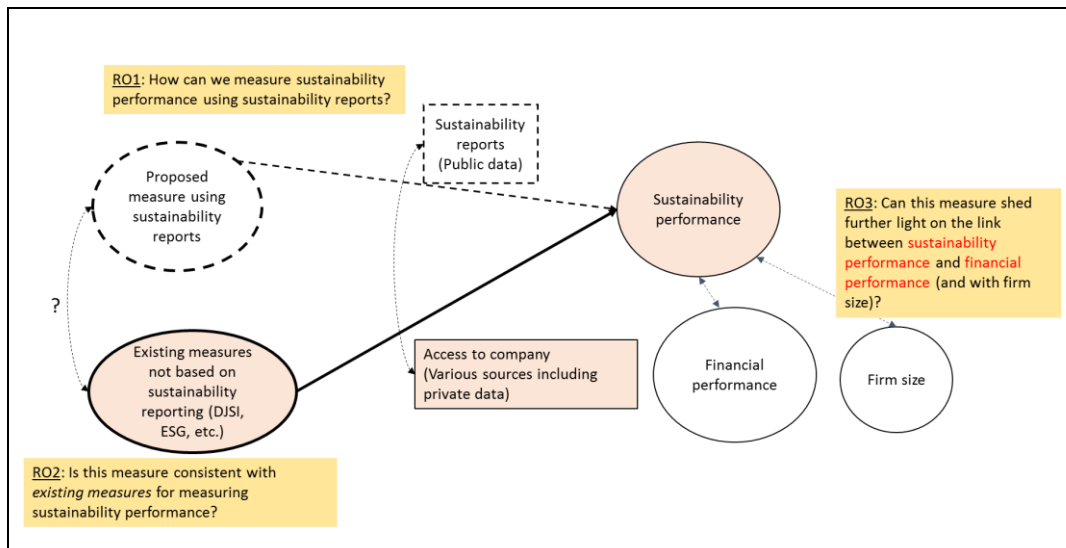 RO1: How can we measure sustainability
performance using sustainability reports?
Sustainability
reports
(Public data)
Proposed
measure using
sustainability
reports
Sustainability
performance
RO3: Can this measure shed
further light on the link
between sustainability
performance and financial
performance (and with firm
size)?
?
Existing measures
not based on
sustainability
reporting (DJSI,
ESG, etc.)
Access to company
(Various sources including
private data)
Financial
performance
Firm size
RO2: Is this measure consistent with
existing measures for measuring
sustainability performance?